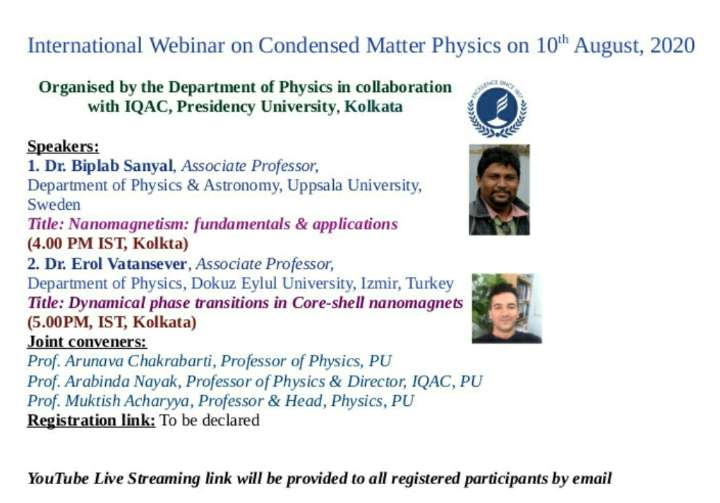 International Webinar on Condensed Matter Physics on 10th August, 2020
Organised by the Department of Physics in collaboration
with IQAC, Presidency University, Kolkata
EXCELLENCE SINCE 1817
Speakers:
1. Dr. Biplab Sanyal, Associate Professor,
Department of Physics & Astronomy, Uppsala University,
Sweden
Title: Nanomagnetism: fundamentals & applications
(4.00 PM IST, Kolkta)
2. Dr. Erol Vatansever, Associate Professor,
Department of Physics, Dokuz Eylul University, Izmir, Turkey
Title: Dynamical phase transitions in Core-shell nanomagnets
(5.00PM, IST, Kolkata)
Joint conveners:
Prof. Arunava Chakrabarti, Professor of Physics, PU
Prof. Arabinda Nayak, Professor of Physics & Director, IQAC, PU
Prof. Muktish Acharyya, Professor & Head, Physics, PU
Registration link: To be declared
YouTube Live Streaming link will be provided to all registered participants by email